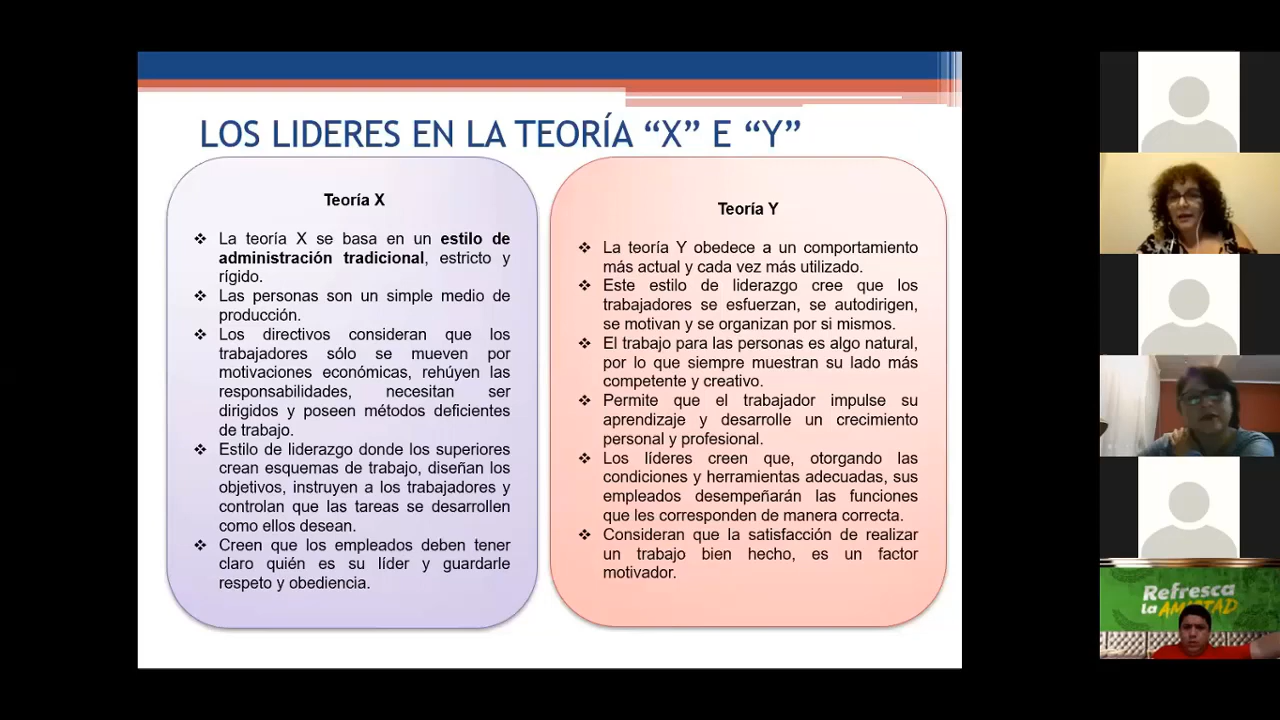 LOS LIDERES EN LA TEORÍA “X” E “Y”
Teoría X
❖ La teoría X se basa en un estilo de
administración tradicional, estricto y
rígido.
❖ Las personas son un simple medio de
producción.
❖ Los directivos consideran que los
trabajadores sólo se mueven por
motivaciones económicas, rehúyen las
responsabilidades, necesitan ser
dirigidos y poseen métodos deficientes
de trabajo.
❖ Estilo de liderazgo donde los superiores
crean esquemas de trabajo, diseñan los
objetivos, instruyen a los trabajadores y
controlan que las tareas se desarrollen
como ellos desean.
❖ Creen que los empleados deben tener
claro quién es su líder y guardarle
respeto y obediencia.
Teoría Y
❖ La teoría Y obedece a un comportamiento
más actual y cada vez más utilizado.
❖ Este estilo de liderazgo cree que los
trabajadores se esfuerzan, se autodirigen,
se motivan y se organizan por si mismos.
❖ El trabajo para las personas es algo natural,
por lo que siempre muestran su lado más
competente y creativo.
❖ Permite que el trabajador impulse su
aprendizaje y desarrolle un crecimiento
personal y profesional.
❖ Los líderes creen que, otorgando las
condiciones y herramientas adecuadas, sus
empleados desempeñarán las funciones
que les corresponden de manera correcta.
❖ Consideran que la satisfacción de realizar
un trabajo bien hecho, es un factor
motivador.
Refresca
la AMISTAD